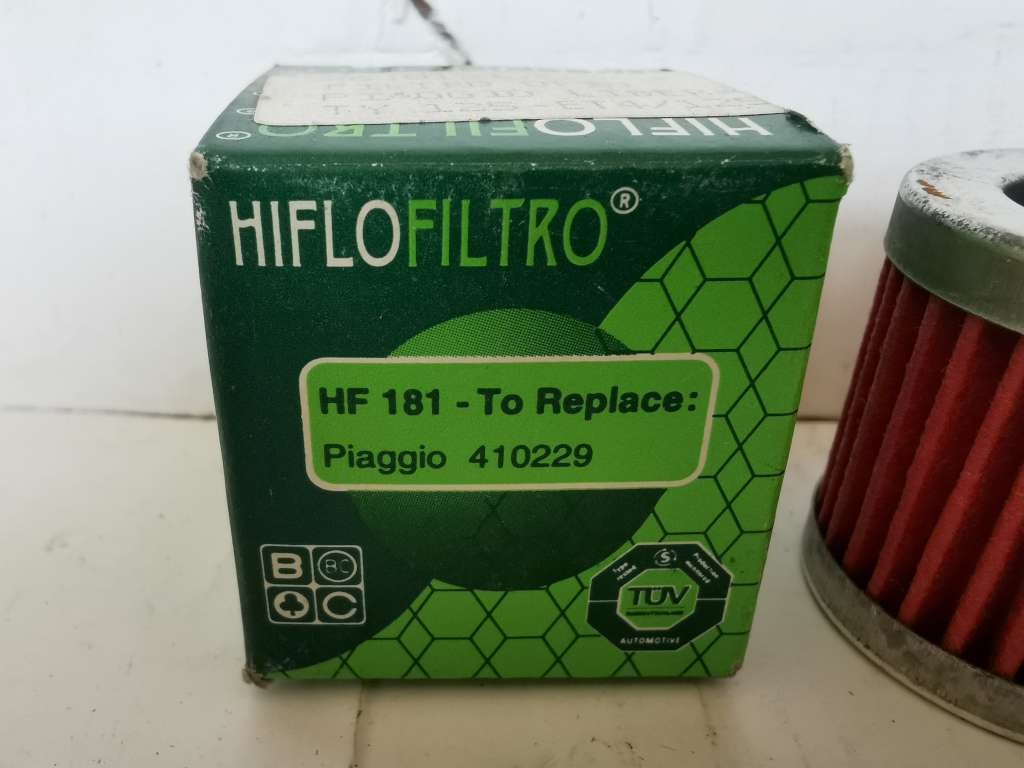 HIFLOFILTRO®
HIFLOFILTRO®
HF 181 - To Replace:
Piaggio 410229
B
C
TÜV
AUTOMOTIVE